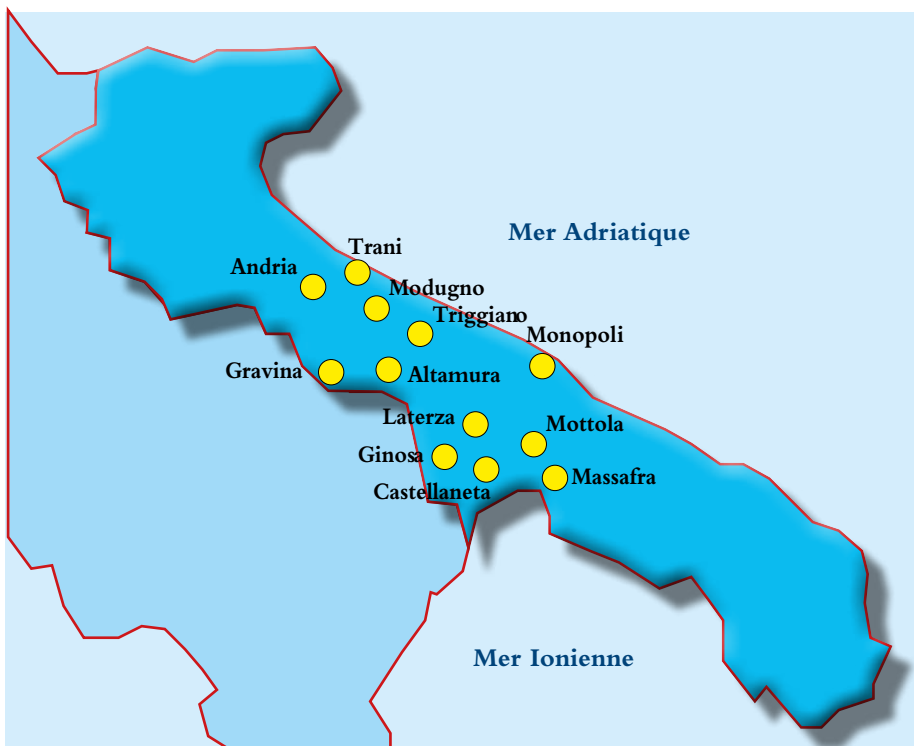 Mer Adriatique
Trani
Andria
Modugno
Triggiano
Monopoli
Gravina
Altamura
Laterza
Mottola
Ginosa
Massafra
Castellaneta
Mer Ionienne